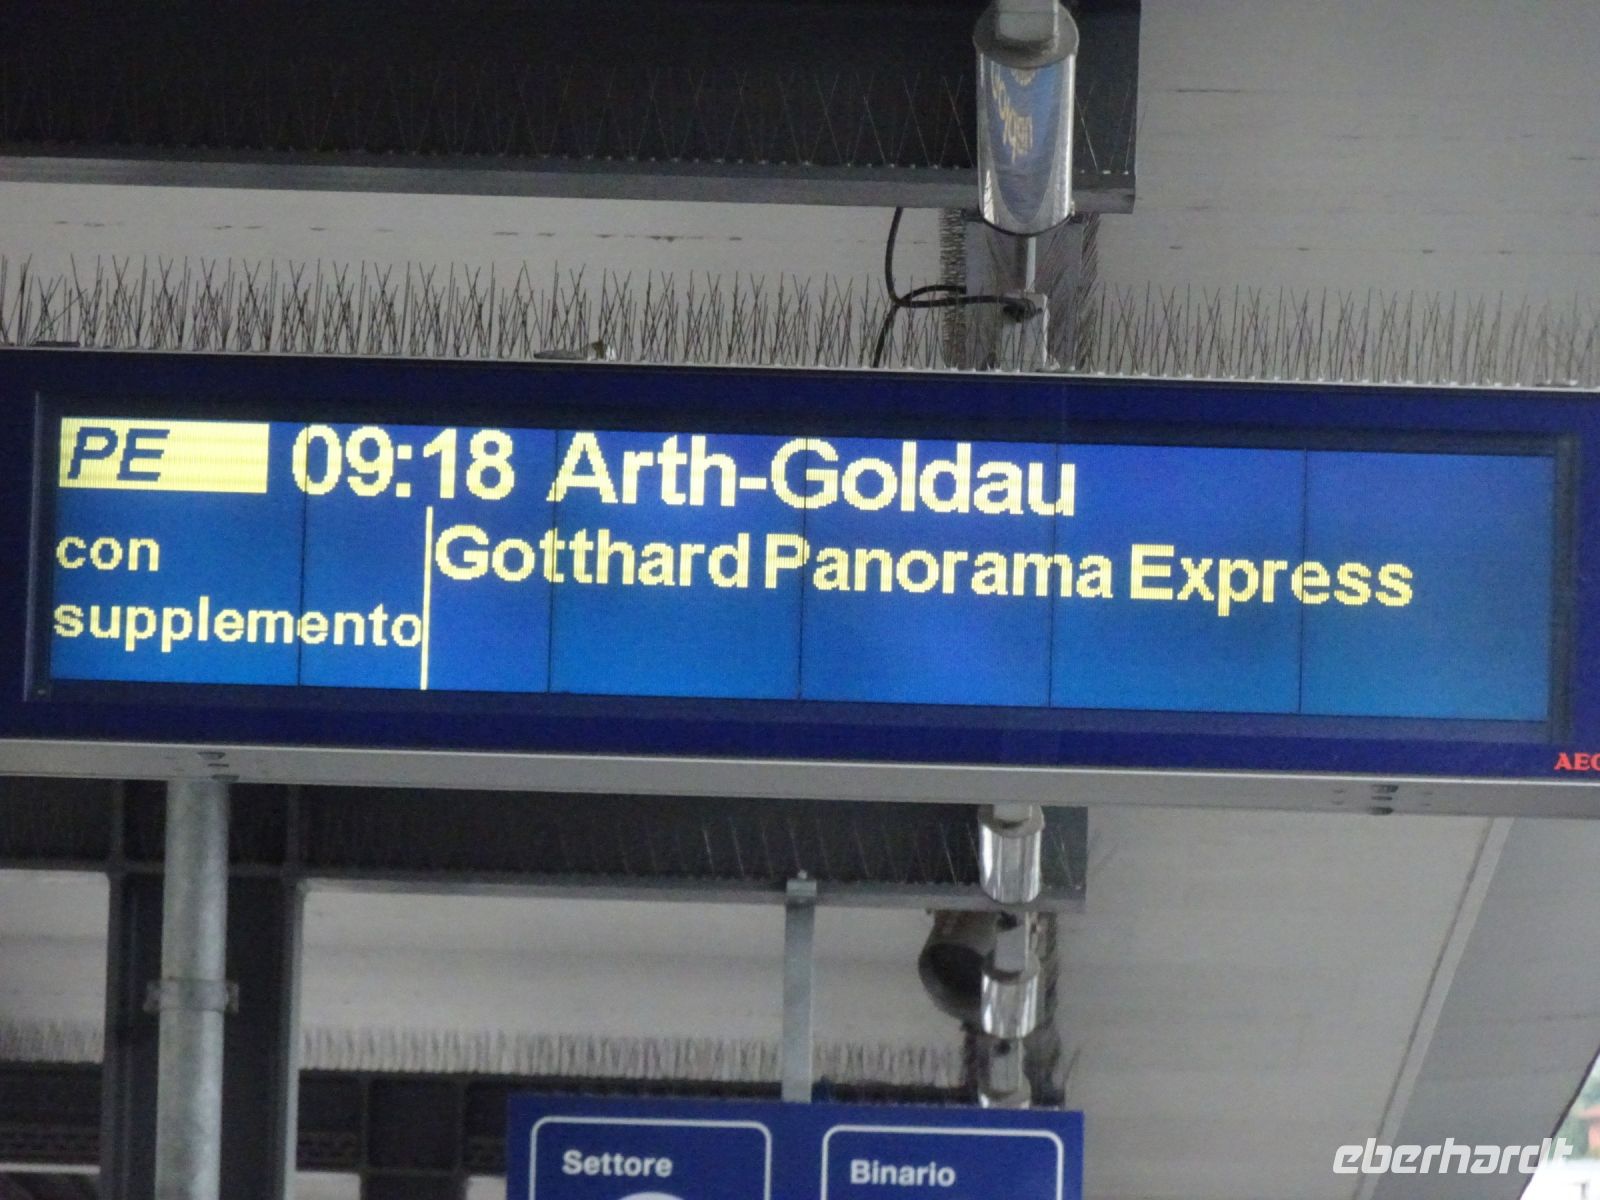 PE 09:18 Arth-Goldau
con Gotthard Panorama Express
supplemento
AEG
Settore Binario
eberhardt